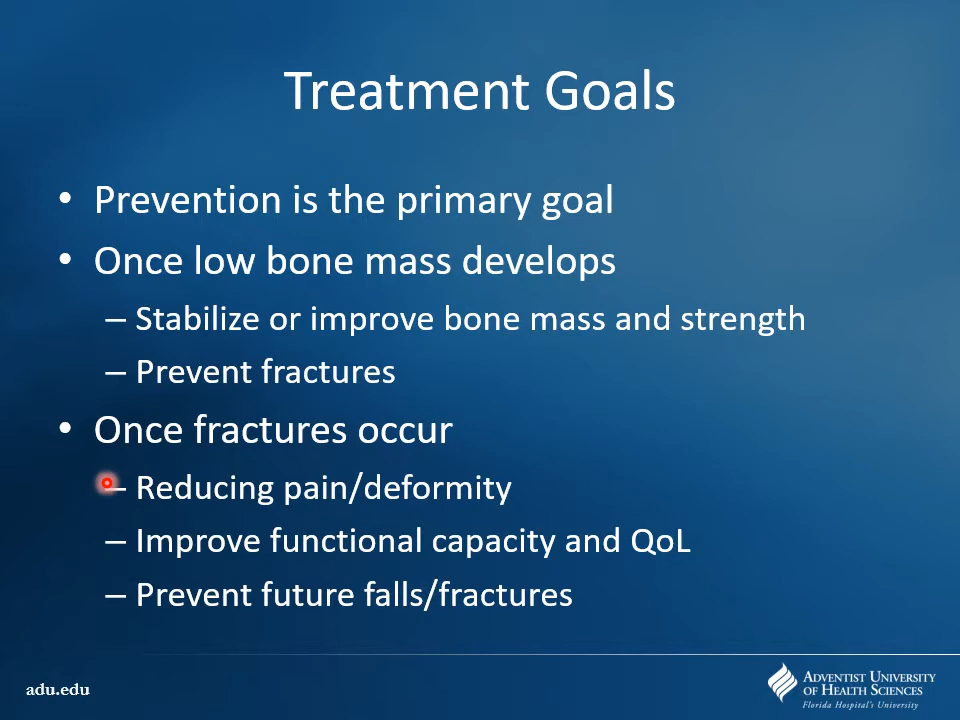 Treatment Goals
• Prevention is the primary goal
• Once low bone mass develops
– Stabilize or improve bone mass and strength
– Prevent fractures
• Once fractures occur
– Reducing pain/deformity
– Improve functional capacity and QoL
– Prevent future falls/fractures
adu.edu
ADVENTIST UNIVERSITY
OF HEALTH SCIENCES
Florida Hospital's University